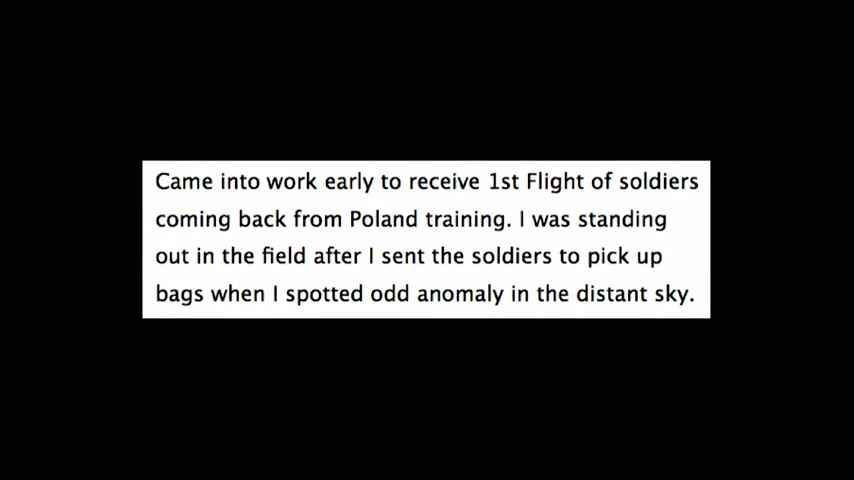 Came into work early to receive 1st Flight of soldiers
coming back from Poland training. I was standing
out in the field after I sent the soldiers to pick up
bags when I spotted odd anomaly in the distant sky.